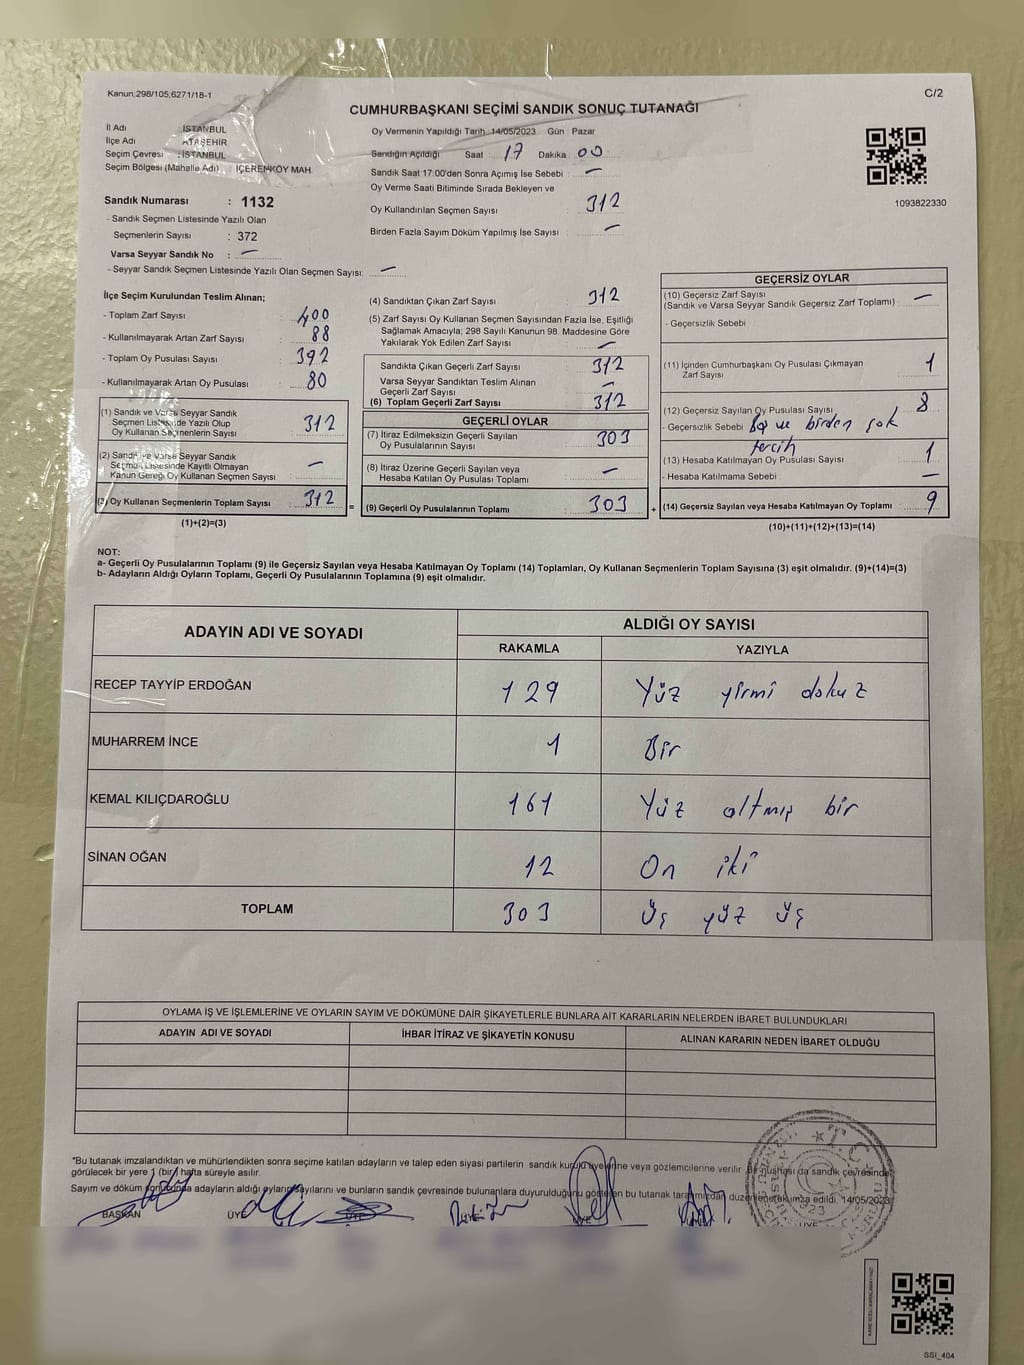 Kanun;298/105;6271/18-1
C/2
CUMHURBAŞKANI SEÇİMİ SANDIK SONUÇ TUTANAĞI
İl Adı : İSTANBUL
İlçe Adı ATAŞEHİR
Seçim Çevresi : İSTANBUL
Seçim Bölgesi (Mahalle Adı) : İÇERENKÖY MAH.
Oy Vermenin Yapıldığı Tarih 14/05/2023 Gün : Pazar
Sandığın Açıldığı Saat : 17 Dakika : 00
Sandık Saat 17:00'den Sonra Açımış İse Sebebi : —
Oy Verme Saati Bitiminde Sırada Bekleyen ve
Oy Kullandırılan Seçmen Sayısı : 312
Birden Fazla Sayım Döküm Yapılmış İse Sayısı : —
1093822330
Sandık Numarası : 1132
- Sandık Seçmen Listesinde Yazılı Olan
Seçmenlerin Sayısı : 372
Varsa Seyyar Sandık No : —
- Seyyar Sandık Seçmen Listesinde Yazılı Olan Seçmen Sayısı: —
İlçe Seçim Kurulundan Teslim Alınan;
- Toplam Zarf Sayısı : 400
- Kullanılmayarak Artan Zarf Sayısı : 88
- Toplam Oy Pusulası Sayısı : 392
- Kullanılmayarak Artan Oy Pusulası : 80
(1) Sandık ve Varsa Seyyar Sandık
Seçmen Listesinde Yazılı Olup
Oy Kullanan Seçmenlerin Sayısı : 312
(2) Sandık ve Varsa Seyyar Sandık
Seçmen Listesinde Kayıtlı Olmayan
Kanun Gereği Oy Kullanan Seçmen Sayısı : —
(3) Oy Kullanan Seçmenlerin Toplam Sayısı 312
(1)+(2)=(3)
=
(4) Sandıktan Çıkan Zarf Sayısı : 312
(5) Zarf Sayısı Oy Kullanan Seçmen Sayısından Fazla İse, Eşitliği
Sağlamak Amacıyla; 298 Sayılı Kanunun 98. Maddesine Göre
Yakılarak Yok Edilen Zarf Sayısı : —
Sandıkta Çıkan Geçerli Zarf Sayısı : 312
Varsa Seyyar Sandıktan Teslim Alınan
Geçerli Zarf Sayısı : —
(6) Toplam Geçerli Zarf Sayısı : 312
GEÇERLİ OYLAR
(7) İtiraz Edilmeksizin Geçerli Sayılan
Oy Pusulalarının Sayısı : 303
(8) İtiraz Üzerine Geçerli Sayılan veya
Hesaba Katılan Oy Pusulası Toplamı : —
(9) Geçerli Oy Pusulalarının Toplamı : 303
+
GEÇERSİZ OYLAR
(10) Geçersiz Zarf Sayısı
(Sandık ve Varsa Seyyar Sandık Geçersiz Zarf Toplamı) : —
- Geçersizlik Sebebi :
(11) İçinden Cumhurbaşkanı Oy Pusulası Çıkmayan
Zarf Sayısı : 1
(12) Geçersiz Sayılan Oy Pusulası Sayısı : 8
- Geçersizlik Sebebi : Boş ve birden çok
tercih
(13) Hesaba Katılmayan Oy Pusulası Sayısı : 1
- Hesaba Katılmama Sebebi : —
(14) Geçersiz Sayılan veya Hesaba Katılmayan Oy Toplamı : 9
(10)+(11)+(12)+(13)=(14)
NOT:
a- Geçerli Oy Pusulalarının Toplamı (9) ile Geçersiz Sayılan veya Hesaba Katılmayan Oy Toplamı (14) Toplamları, Oy Kullanan Seçmenlerin Toplam Sayısına (3) eşit olmalıdır. (9)+(14)=(3)
b- Adayların Aldığı Oyların Toplamı, Geçerli Oy Pusulalarının Toplamına (9) eşit olmalıdır.
ADAYIN ADI VE SOYADI ALDIĞI OY SAYISI
RAKAMLA YAZIYLA
RECEP TAYYİP ERDOĞAN 129 Yüz yirmi dokuz
MUHARREM İNCE 1 Bir
KEMAL KILIÇDAROĞLU 161 Yüz altmış bir
SİNAN OĞAN 12 On iki
TOPLAM 303 Üç yüz üç
OYLAMA İŞ VE İŞLEMLERİNE VE OYLARIN SAYIM VE DÖKÜMÜNE DAİR ŞİKAYETLERLE BUNLARA AİT KARARLARIN NELERDEN İBARET BULUNDUKLARI
ADAYIN ADI VE SOYADI İHBAR İTİRAZ VE ŞİKAYETİN KONUSU ALINAN KARARIN NEDEN İBARET OLDUĞU
*Bu tutanak imzalandıktan ve mühürlendikten sonra seçime katılan adayların ve talep eden siyasi partilerin sandık kurulu üyelerine veya gözlemcilerine verilir. Bir nüshası da sandık çevresinde
görülecek bir yere 1 (bir) hafta süreyle asılır.
Sayım ve döküm sonucunda adayların aldığı oyların sayılarını ve bunların sandık çevresinde bulunanlara duyurulduğunu gösteren bu tutanak tarafımızdan düzenlenerek imza edildi. 14/05/2023
BAŞKAN ÜYE ÜYE ÜYE ÜYE
T.C.
SSI_404